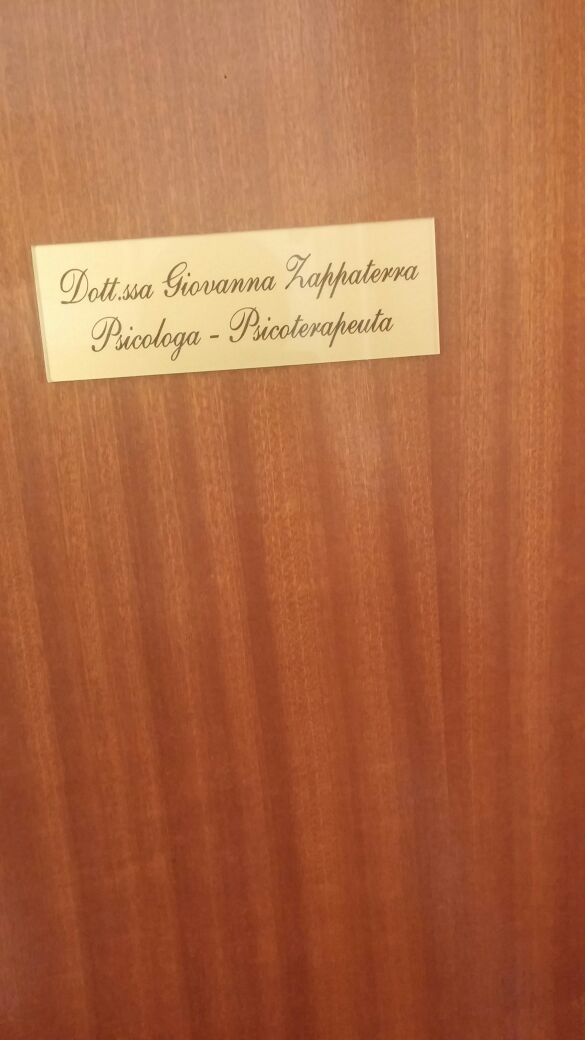 Dott.ssa Giovanna Zappaterra
Psicologa - Psicoterapeuta